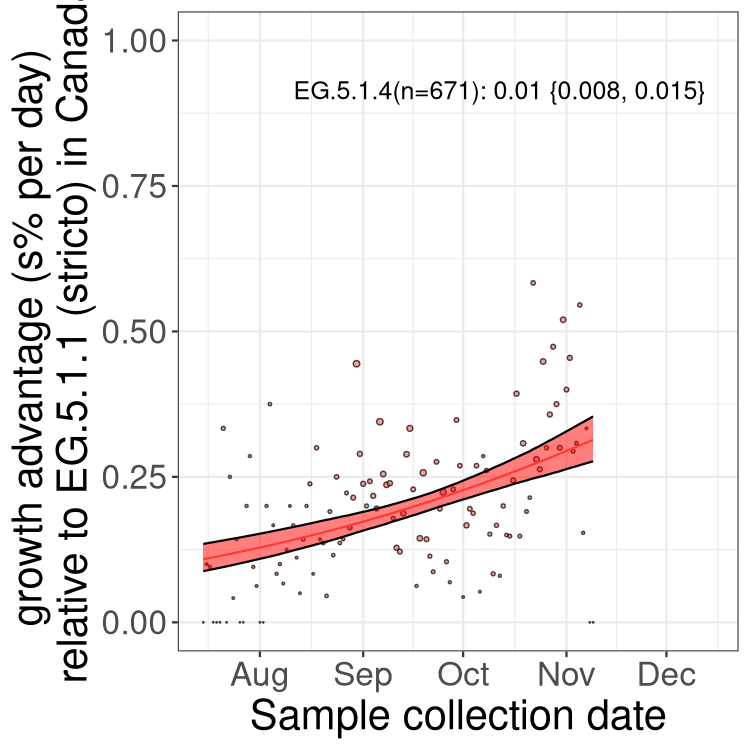 growth advantage (s% per day)
relative to EG.5.1.1 (stricto) in Canada
1.00
0.75
0.50
0.25
0.00
EG.5.1.4(n=671): 0.01 {0.008, 0.015}
Aug Sep Oct Nov Dec
Sample collection date